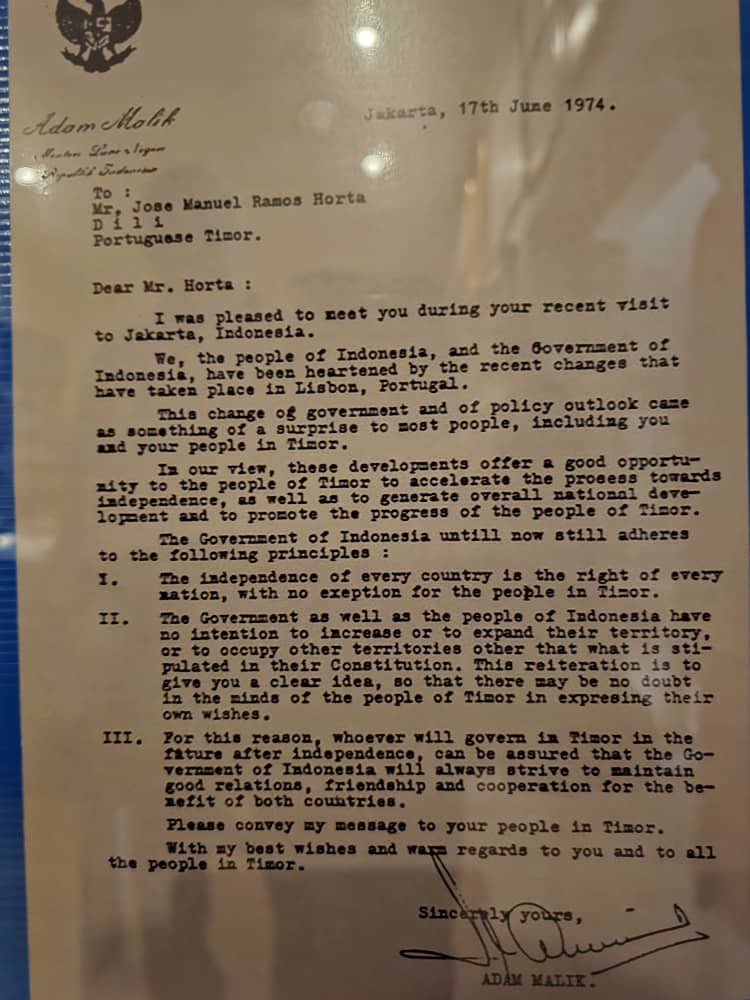 Adam Malik
Menteri Luar Negeri
Republik Indonesia
Jakarta, 17th June 1974.
To :
Mr. Jose Manuel Ramos Horta
D i l i
Portuguese Timor.
Dear Mr. Horta :
I was pleased to meet you during your recent visit
to Jakarta, Indonesia.
We, the people of Indonesia, and the Government of
Indonesia, have been heartened by the recent changes that
have taken place in Lisbon, Portugal.
This change of government and of policy outlook came
as something of a surprise to most poople, including you
and your people in Timor.
In our view, these developments offer a good opportu-
nity to the people of Timor to accelerate the prosess towards
independence, as well as to generate overall national deve-
lopment and to promote the progress of the people of Timor.
The Government of Indonesia untill now still adheres
to the following principles :
I. The independence of every country is the right of every
nation, with no exeption for the people in Timor.
II. The Government as well as the people of Indonesia have
no intention to increase or to expand their territory,
or to occupy other territories other that what is sti-
pulated in their Constitution. This reiteration is to
give you a clear idea, so that there may be no doubt
in the minds of the people of Timor in expresing their
own wishes.
III. For this reason, whoever will govern in Timor in the
future after independence, can be assured that the Go-
vernment of Indonesia will always strive to maintain
good relations, friendship and cooperation for the be-
nefit of both countries.
Please convey my message to your people in Timor.
With my best wishes and warm regards to you and to all
the people in Timor.
Sincerely yours,
ADAM MALIK.